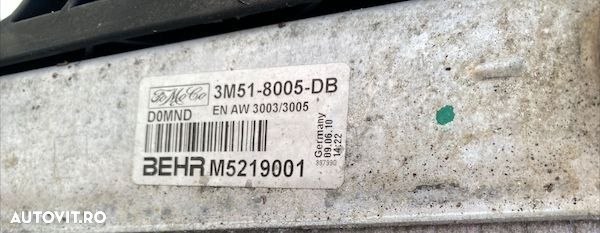 FoMoCo 3M51-8005-DB
D0MND EN AW 3003/3005
BEHR M5219001
Germany
09.06.10
14:22
AUTOVIT.RO